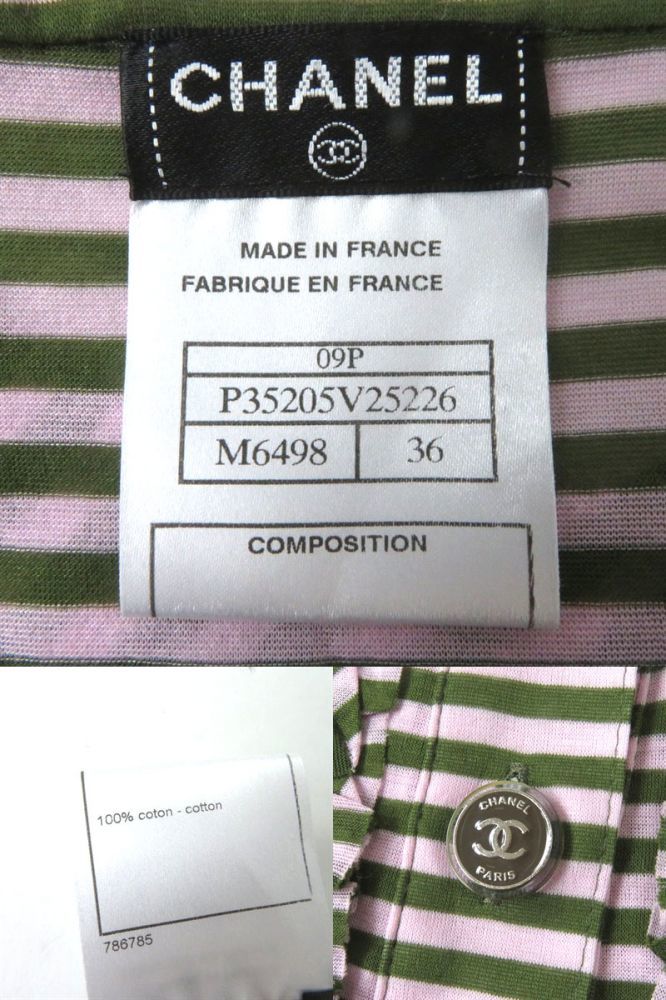 CHANEL
MADE IN FRANCE
FABRIQUE EN FRANCE
09P
P35205V25226
M6498 36
COMPOSITION
100% coton - cotton
786785
CHANEL
PARIS